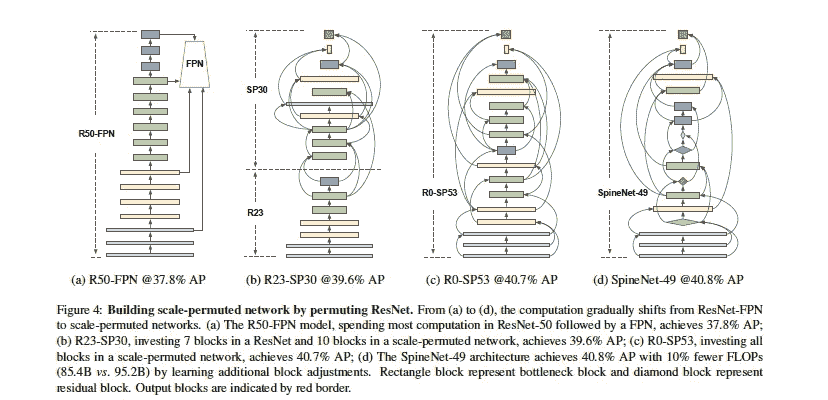 FPN
R50-FPN
SP30
R23
R0-SP53
SpineNet-49
(a) R50-FPN @37.8% AP
(b) R23-SP30 @39.6% AP
(c) R0-SP53 @40.7% AP
(d) SpineNet-49 @40.8% AP
Figure 4: Building scale-permuted network by permuting ResNet. From (a) to (d), the computation gradually shifts from ResNet-FPN
to scale-permuted networks. (a) The R50-FPN model, spending most computation in ResNet-50 followed by a FPN, achieves 37.8% AP;
(b) R23-SP30, investing 7 blocks in a ResNet and 10 blocks in a scale-permuted network, achieves 39.6% AP; (c) R0-SP53, investing all
blocks in a scale-permuted network, achieves 40.7% AP; (d) The SpineNet-49 architecture achieves 40.8% AP with 10% fewer FLOPs
(85.4B vs. 95.2B) by learning additional block adjustments. Rectangle block represent bottleneck block and diamond block represent
residual block. Output blocks are indicated by red border.